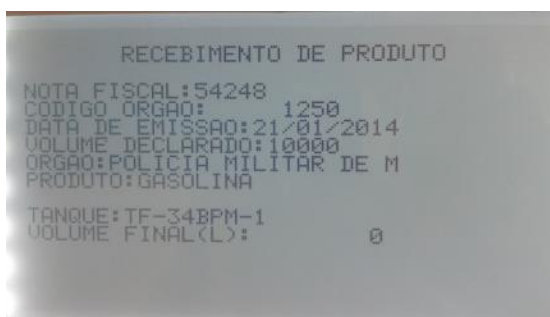 RECEBIMENTO DE PRODUTO
NOTA FISCAL:54248
CODIGO ORGAO: 1250
DATA DE EMISSAO:21/01/2014
VOLUME DECLARADO:10000
ORGAO:POLICIA MILITAR DE M
PRODUTO:GASOLINA
TANQUE:TF-34BPM-1
VOLUME FINAL(L): 0